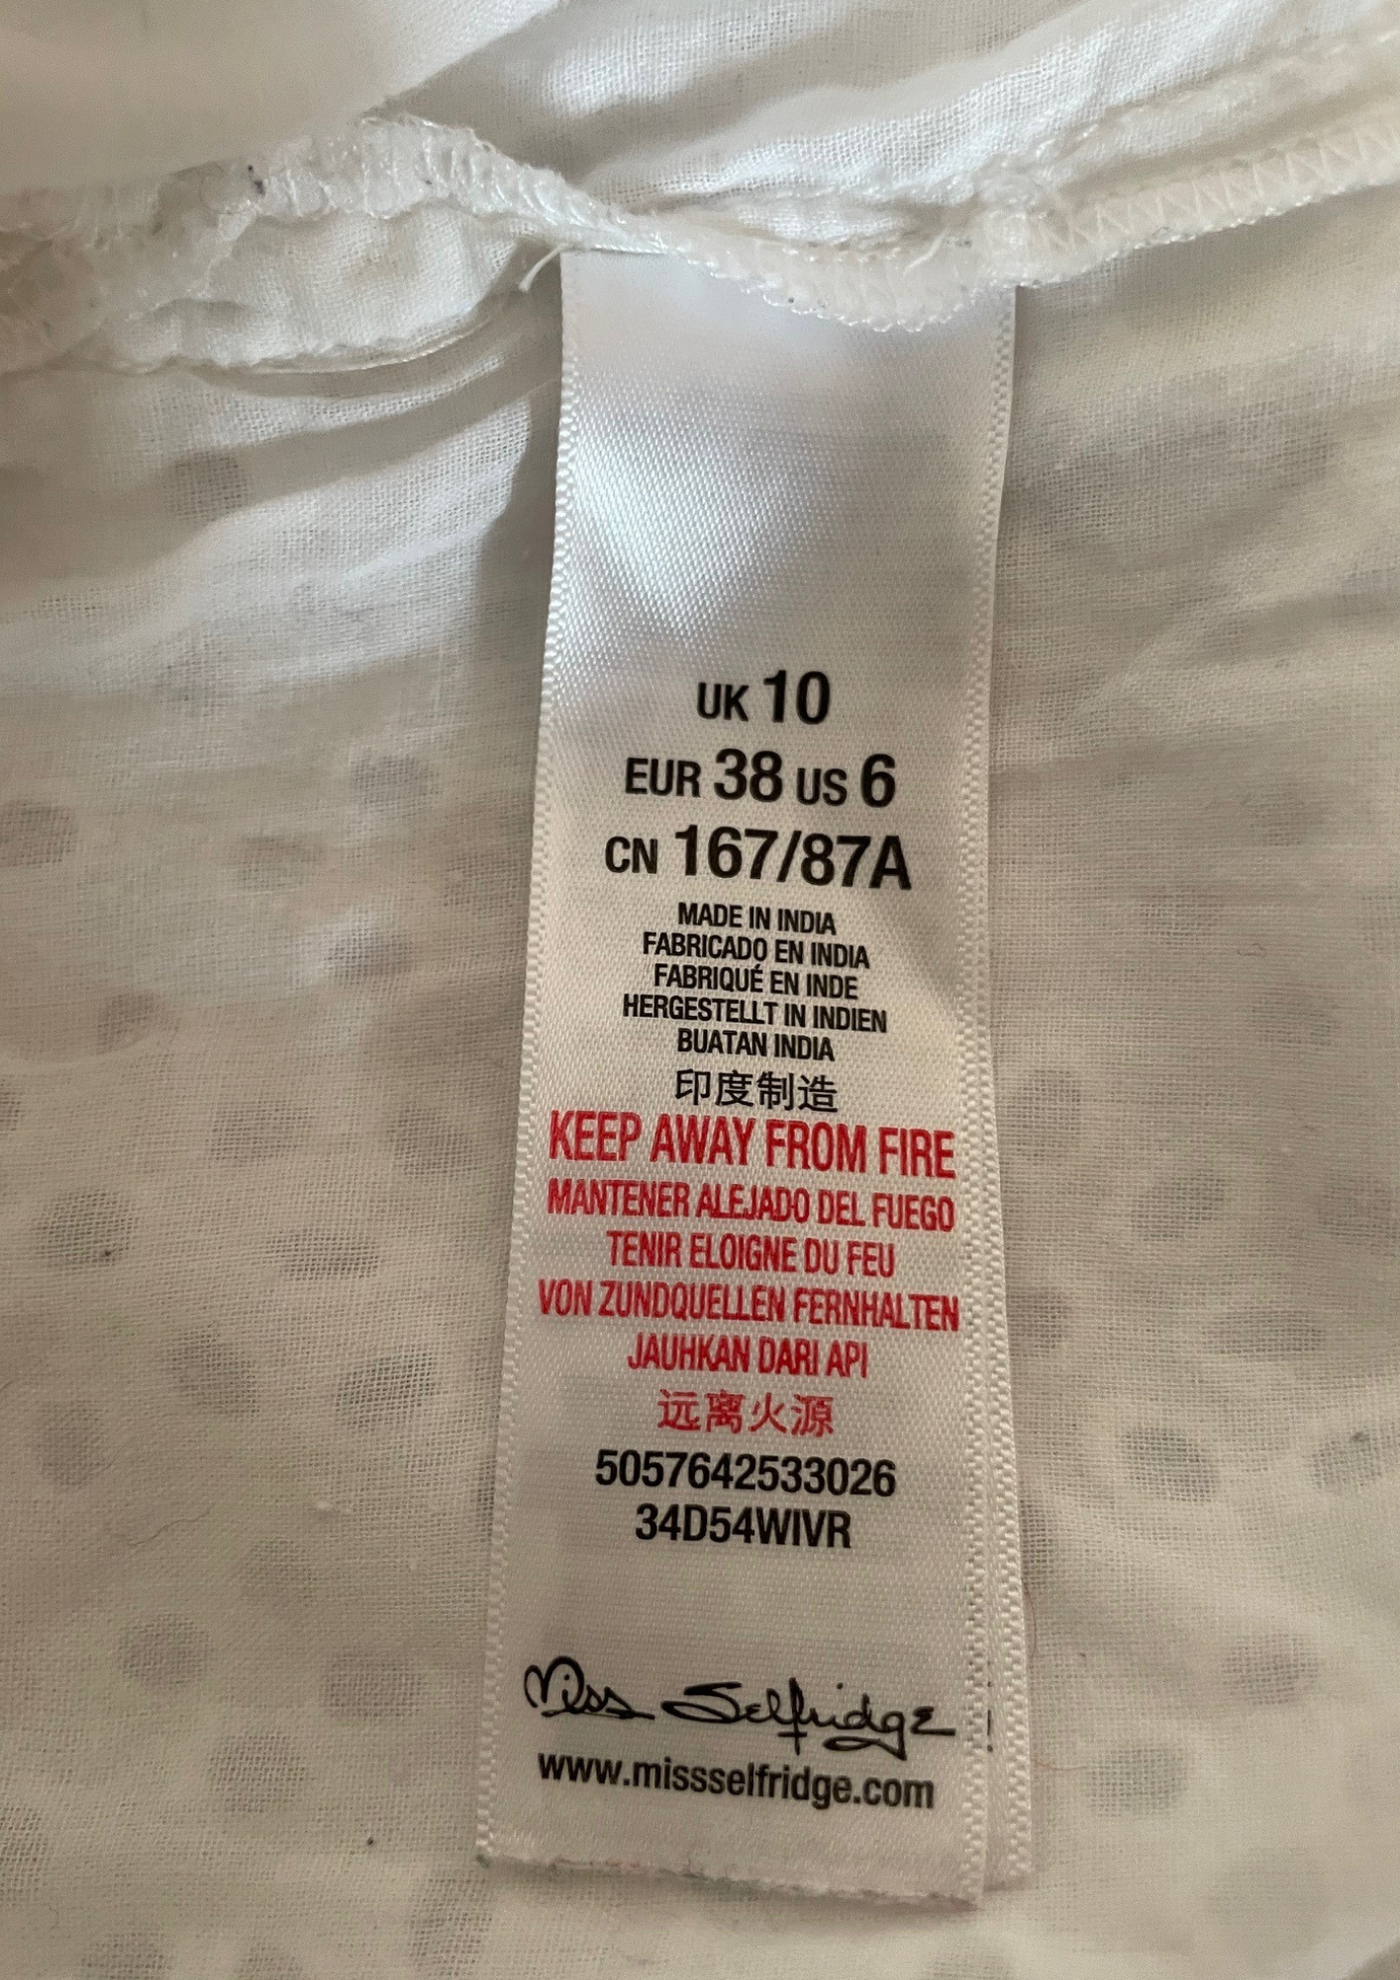 UK 10
EUR 38 US 6
CN 167/87A
MADE IN INDIA
FABRICADO EN INDIA
FABRIQUÉ EN INDE
HERGESTELLT IN INDIEN
BUATAN INDIA
印度制造
KEEP AWAY FROM FIRE
MANTENER ALEJADO DEL FUEGO
TENIR ELOIGNE DU FEU
VON ZUNDQUELLEN FERNHALTEN
JAUHKAN DARI API
远离火源
5057642533026
34D54WIVR
Miss Selfridge
www.missselfridge.com